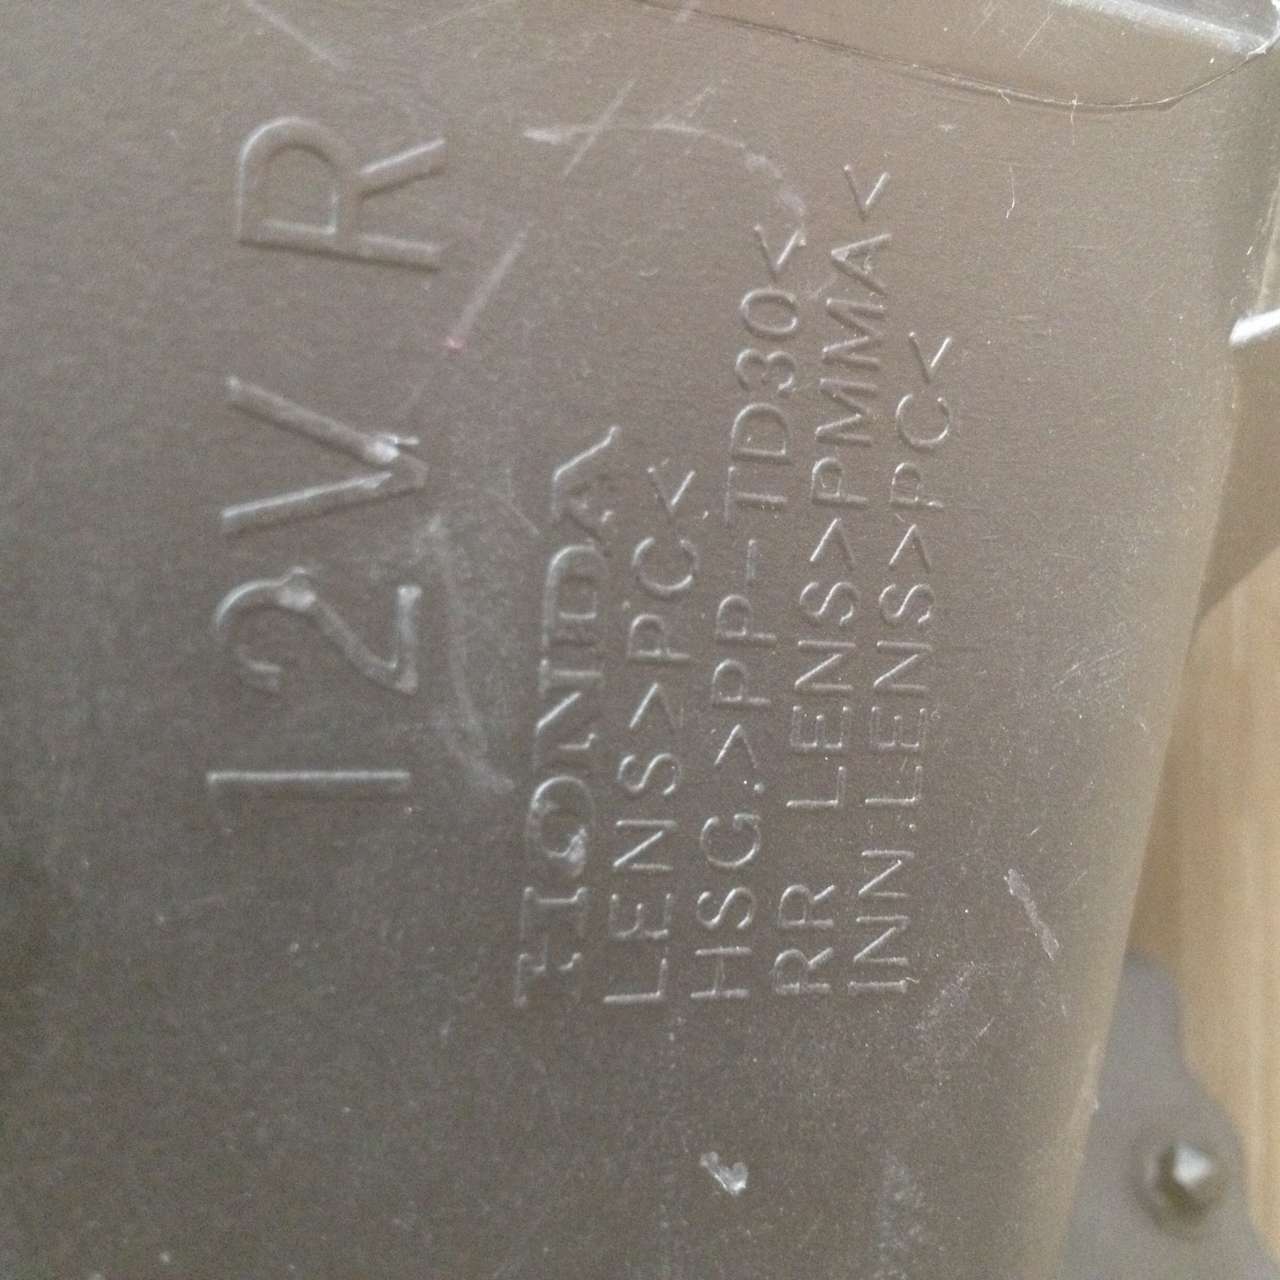 12V R
HONDA
LENS>PC<
HSG.>PP-TD30<
RR LENS>PMMA<
INN.LENS>PC<